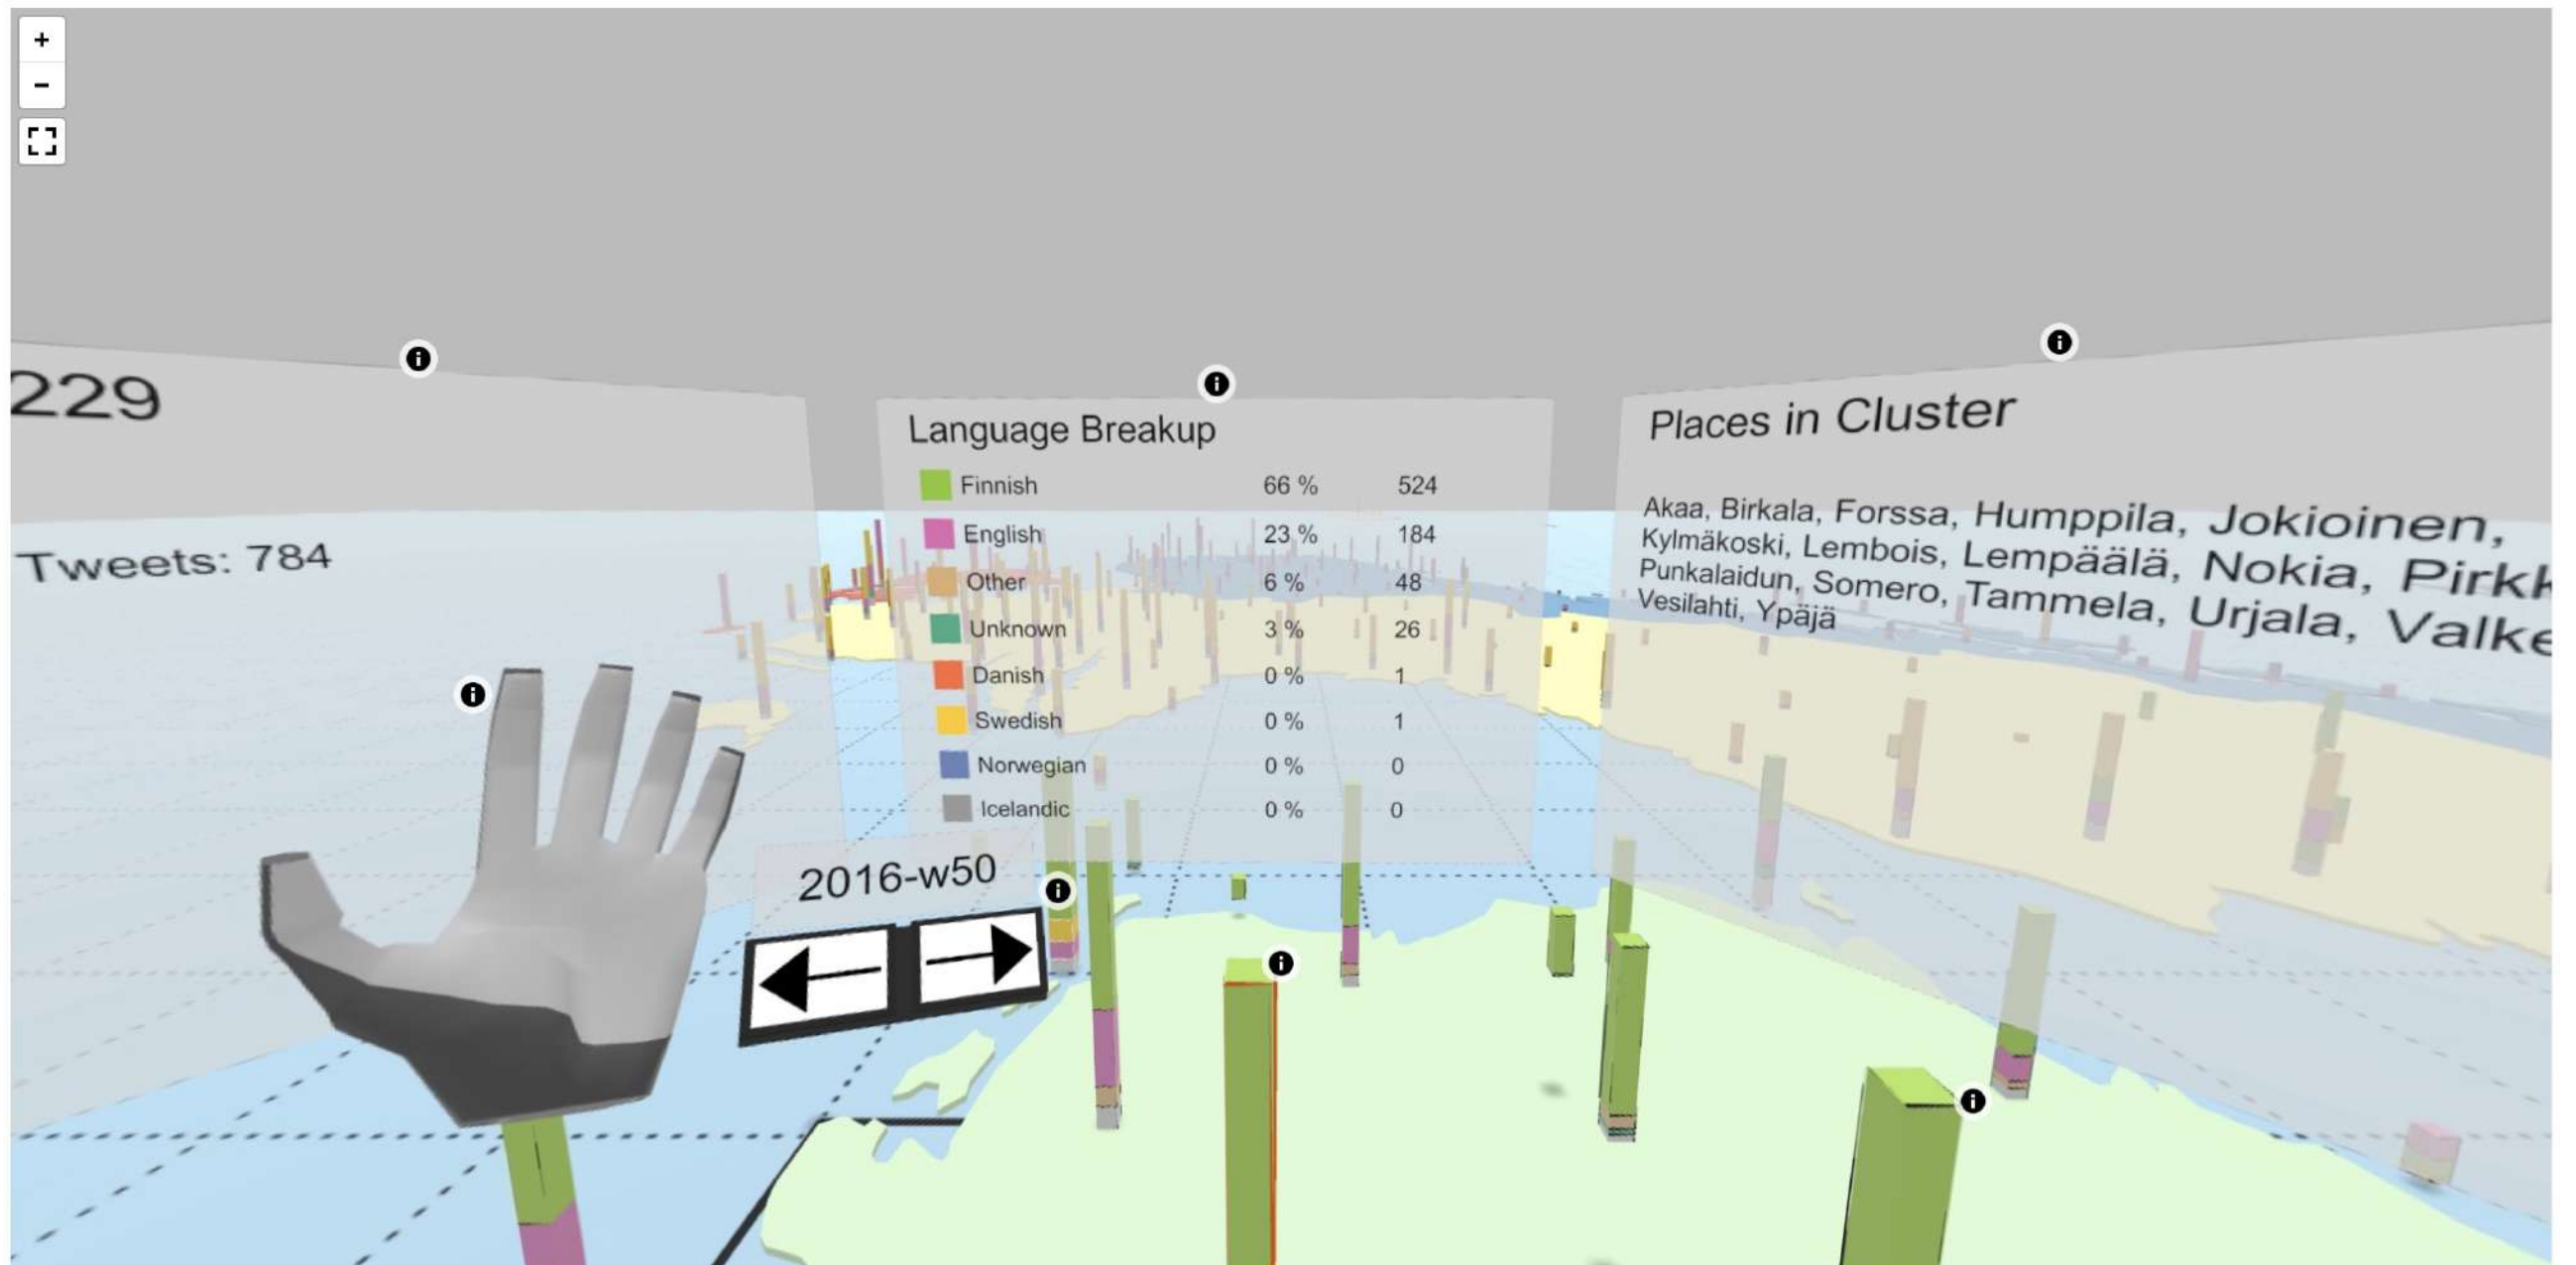 +
-
229
Tweets: 784
Language Breakup
Finnish 66 % 524
English 23 % 184
Other 6 % 48
Unknown 3 % 26
Danish 0 % 1
Swedish 0 % 1
Norwegian 0 % 0
Icelandic 0 % 0
Places in Cluster
Akaa, Birkala, Forssa, Humppila, Jokioinen,
Kylmäkoski, Lembois, Lempäälä, Nokia,
Punkalaidun, Somero, Tammela, Urjala,
Vesilahti, Ypäjä
2016-w50